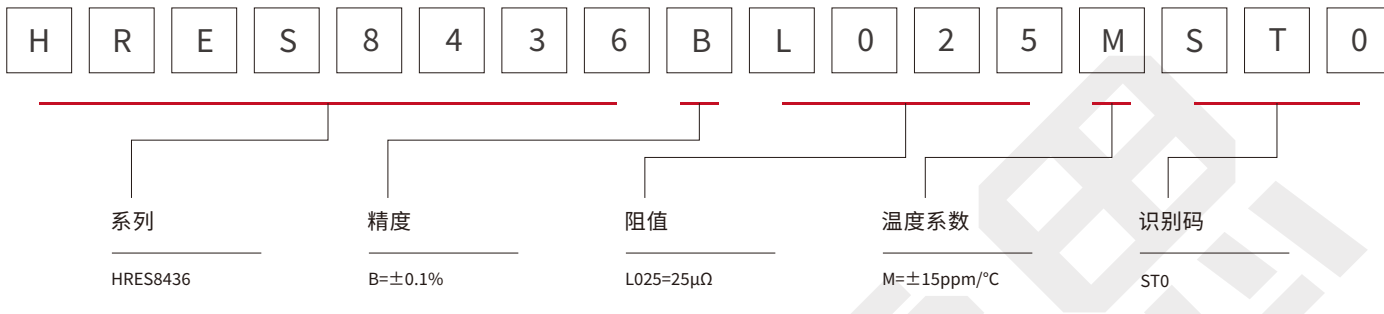 H R E S 8 4 3 6 B L 0 2 5 M S T 0
系列 精度 阻值 温度系数 识别码
HRES8436 B=±0.1% L025=25μΩ M=±15ppm/℃ ST0